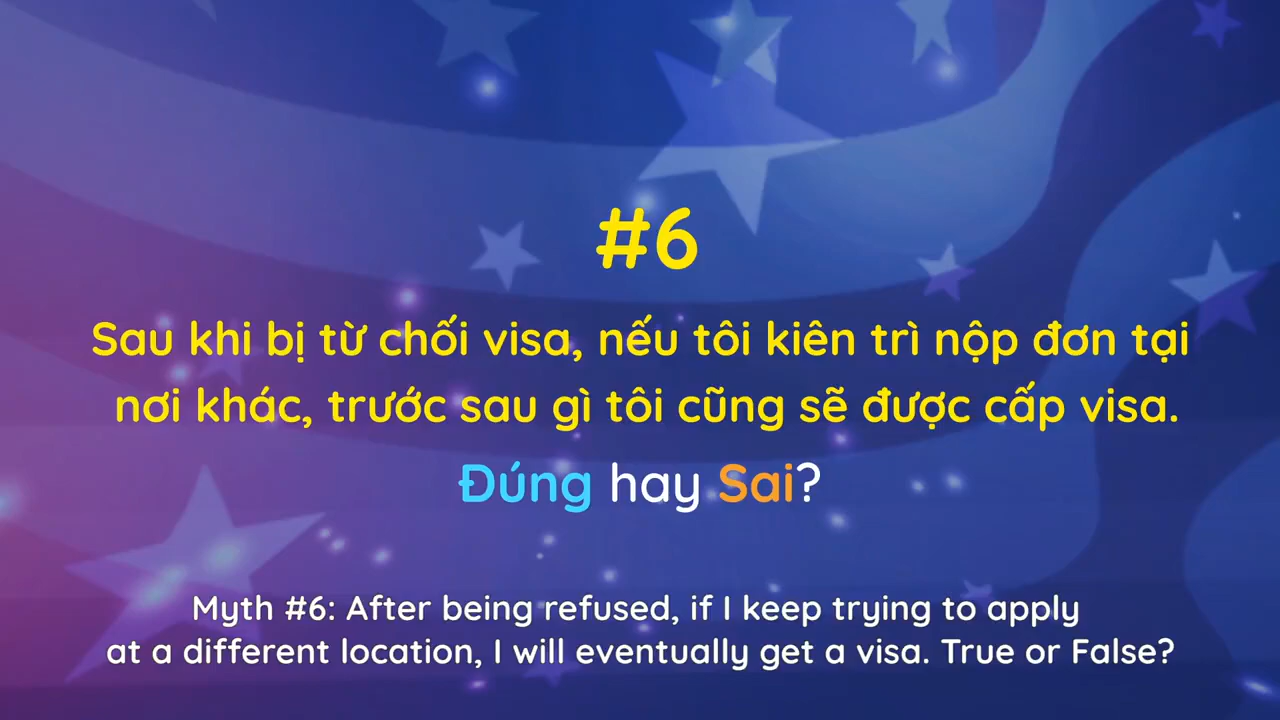 #6
Sau khi bị từ chối visa, nếu tôi kiên trì nộp đơn tại
nơi khác, trước sau gì tôi cũng sẽ được cấp visa.
Đúng hay Sai?
Myth #6: After being refused, if I keep trying to apply
at a different location, I will eventually get a visa. True or False?